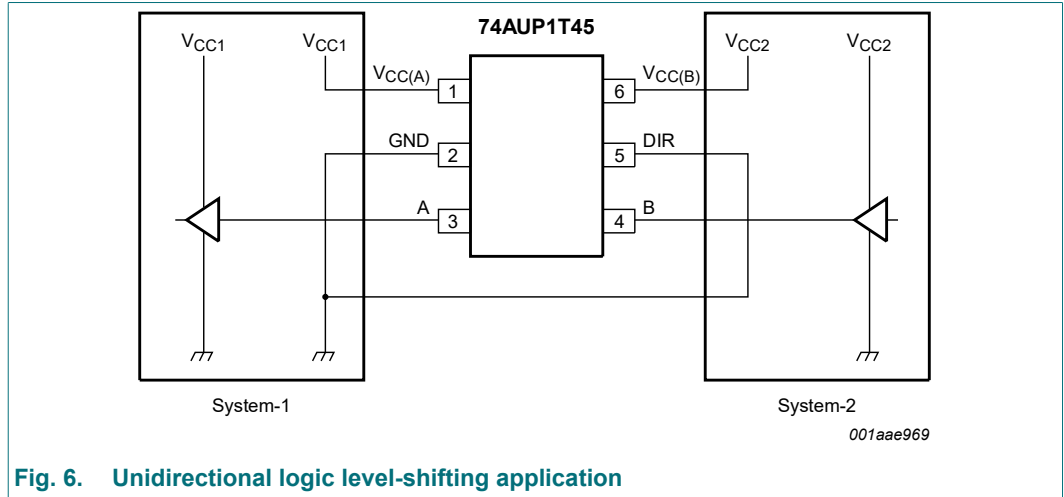 74AUP1T45
VCC1 VCC1 VCC2 VCC2
VCC(A) 1 6 VCC(B)
GND 2 5 DIR
A 3 4 B
System-1 System-2
001aae969
Fig. 6. Unidirectional logic level-shifting application